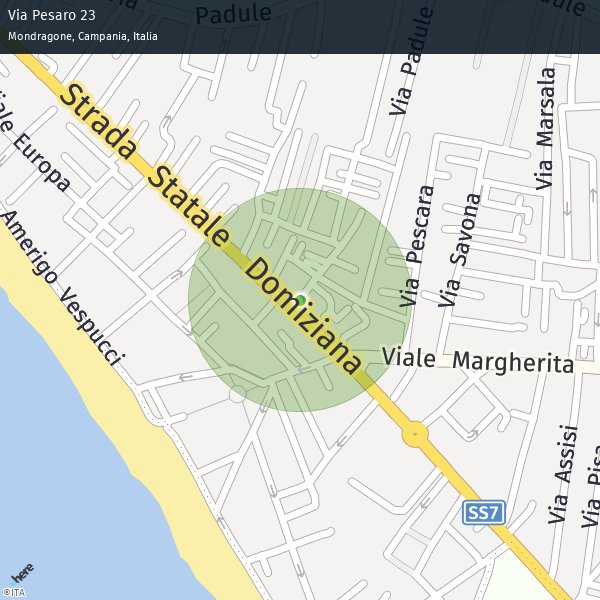 Via Pesaro 23
Mondragone, Campania, Italia
Padule
Padule
Via Padule
Via Marsala
Strada Statale Domiziana
Viale Europa
Amerigo Vespucci
Via Pescara
Via Savona
Viale Margherita
Via Assisi
Via Pisa
SS7
here
©ITA